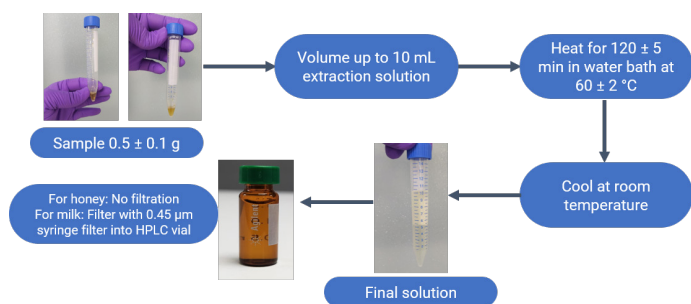 Volume up to 10 mL
extraction solution
Heat for 120 ± 5
min in water bath at
60 ± 2 °C
Sample 0.5 ± 0.1 g
For honey: No filtration
For milk: Filter with 0.45 µm
syringe filter into HPLC vial
Agilent
Cool at room
temperature
Final solution